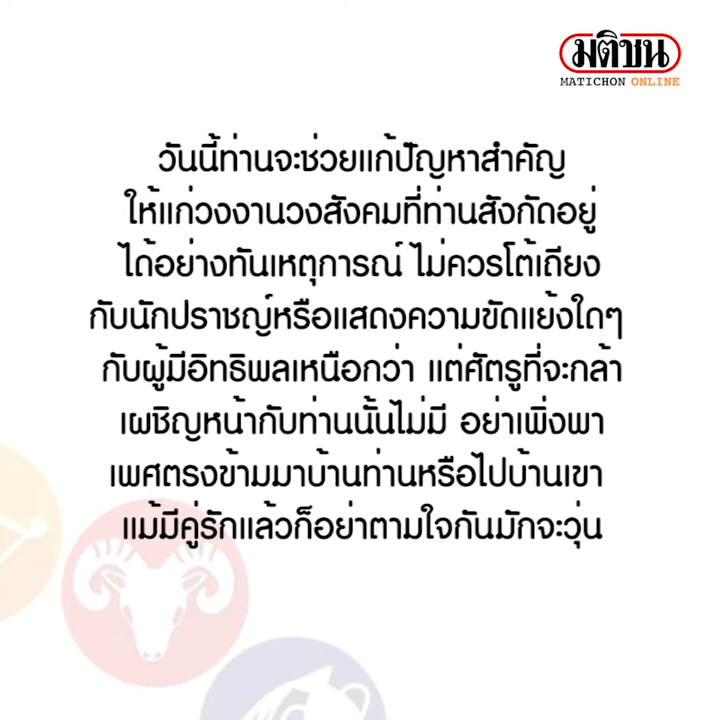 มติชน
MATICHON ONLINE
วันนี้ท่านจะช่วยแก้ปัญหาสำคัญ
ให้แก่วงงานวงสังคมที่ท่านสังกัดอยู่
ได้อย่างทันเหตุการณ์ ไม่ควรโต้เถียง
กับนักปราชญ์หรือแสดงความขัดแย้งใดๆ
กับผู้มีอิทธิพลเหนือกว่า แต่ศัตรูที่จะกล้า
เผชิญหน้ากับท่านนั้นไม่มี อย่าเพิ่งพา
เพศตรงข้ามมาบ้านท่านหรือไปบ้านเขา
แม้มีคู่รักแล้วก็อย่าตามใจกันมักจะวุ่น